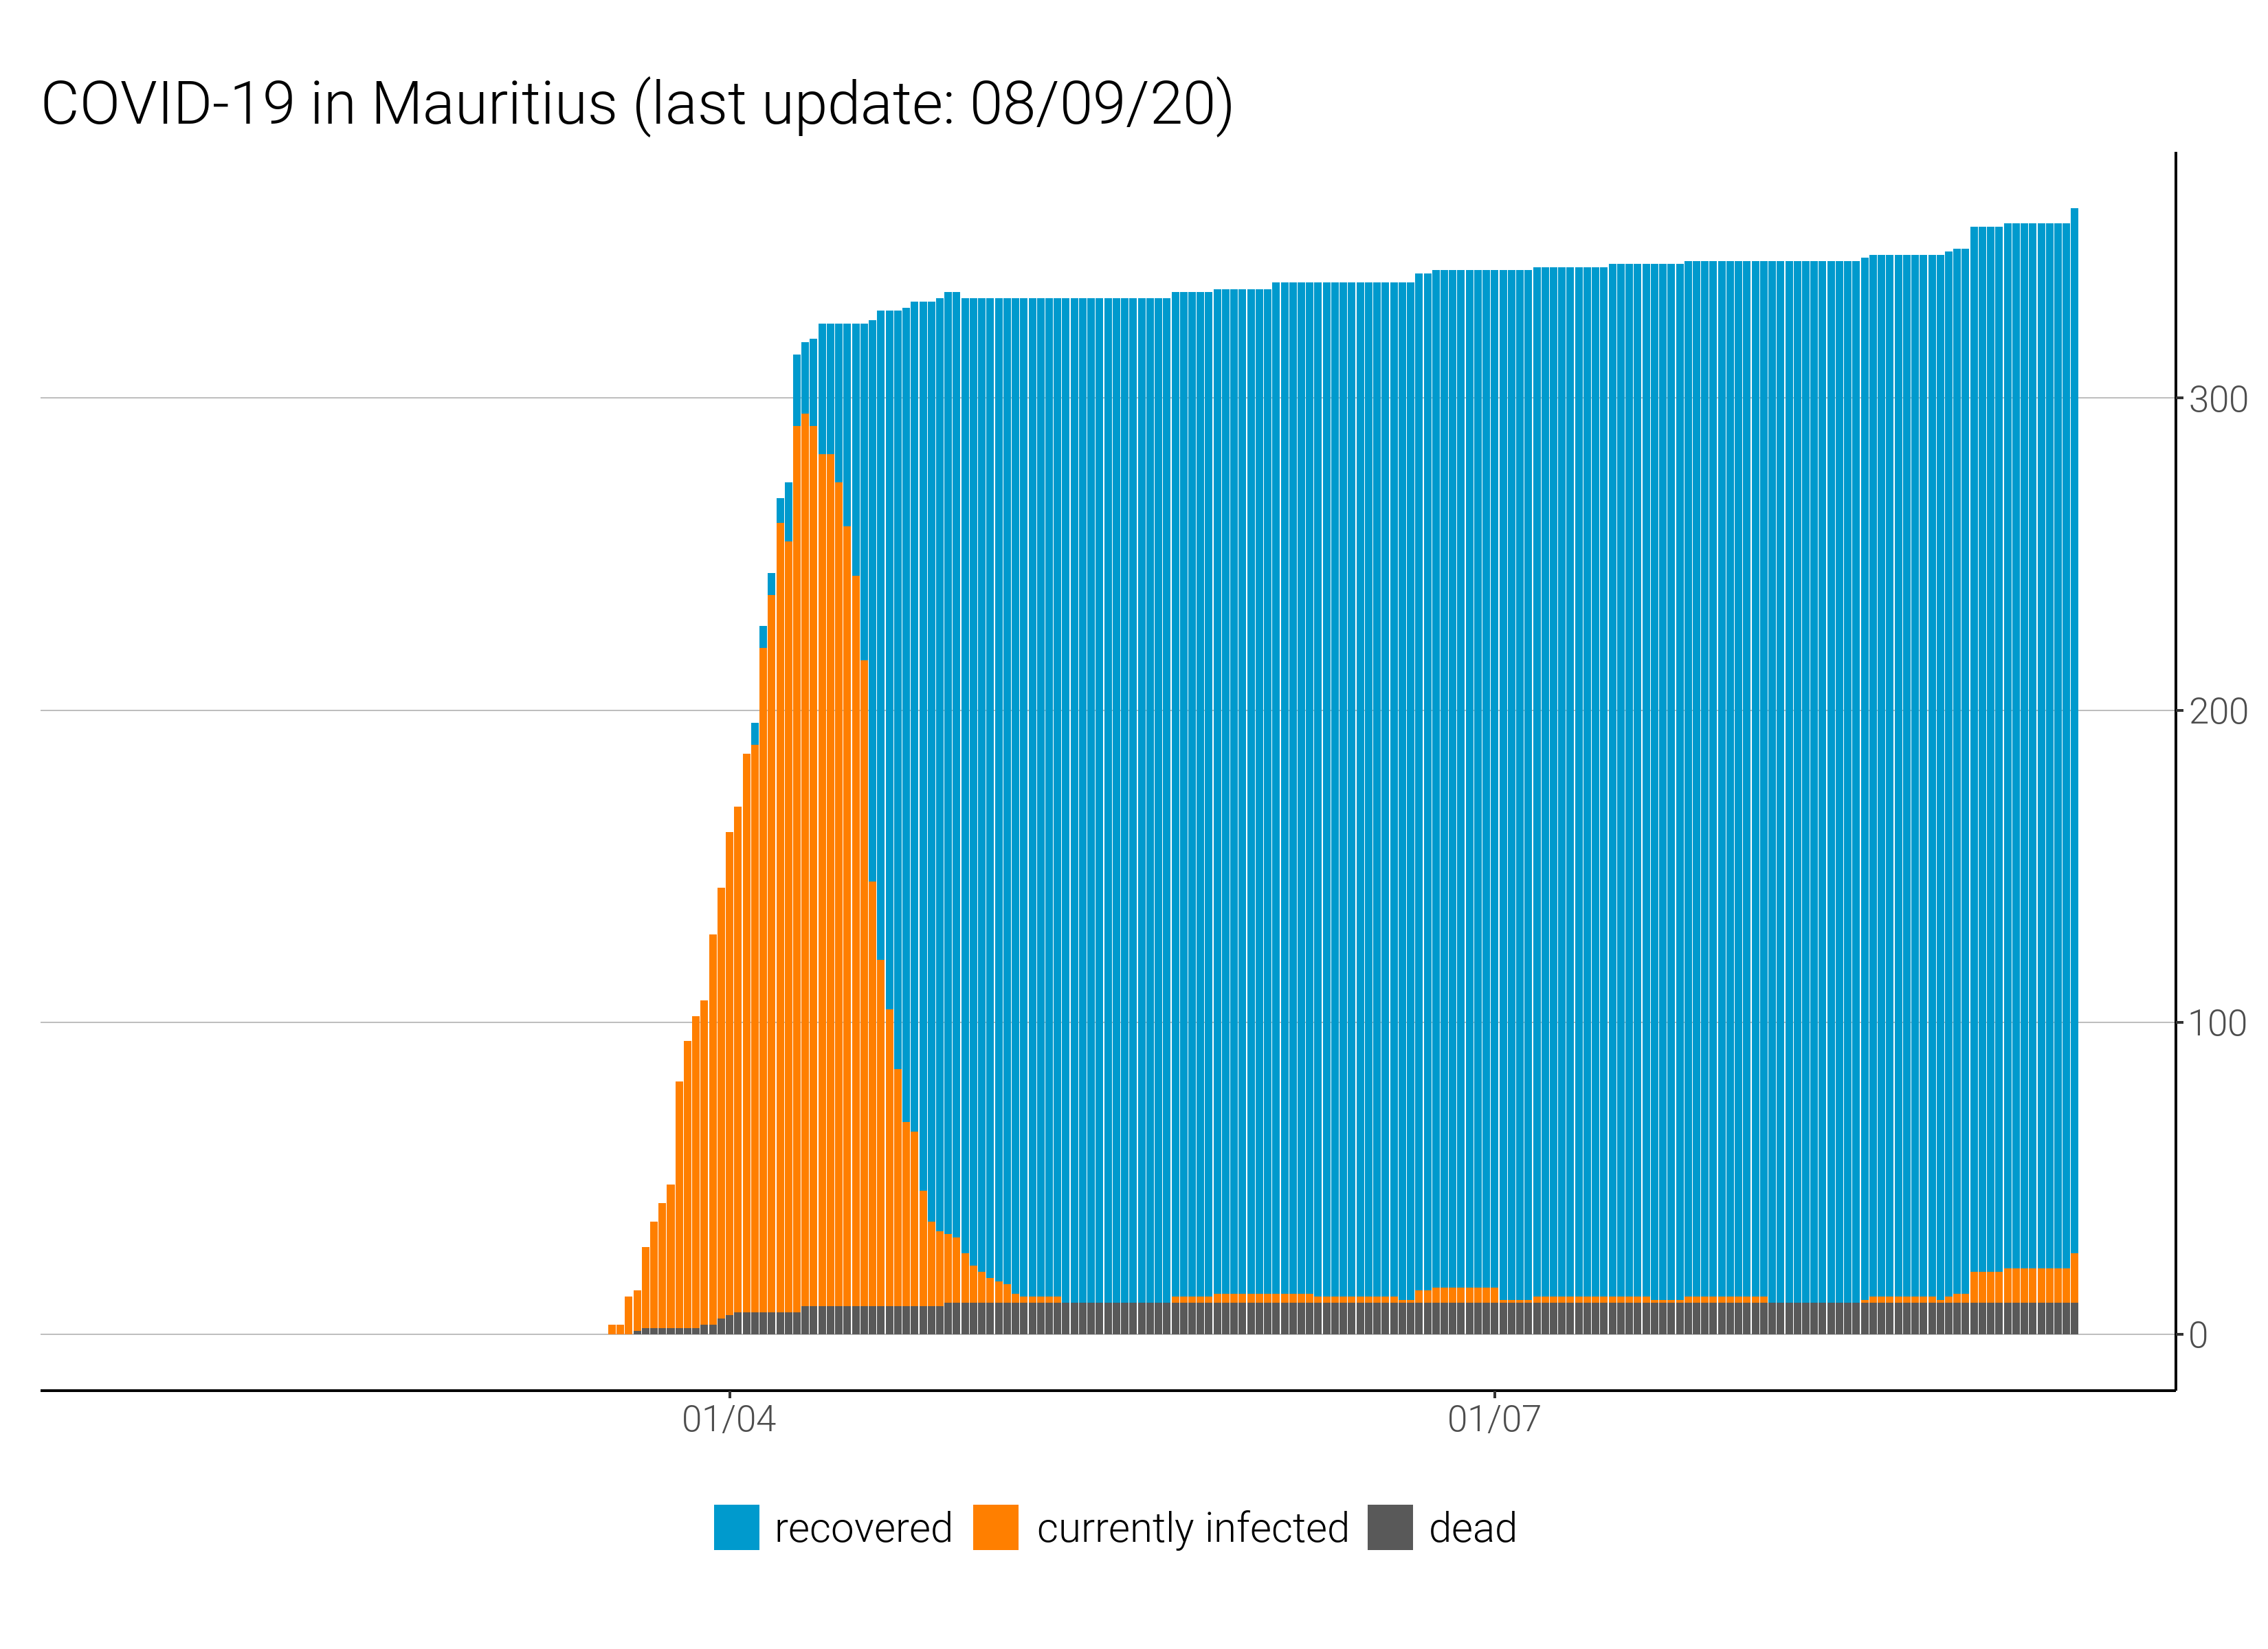 COVID-19 in Mauritius (last update: 08/09/20)
300
200
100
0
01/04 01/07
recovered currently infected dead